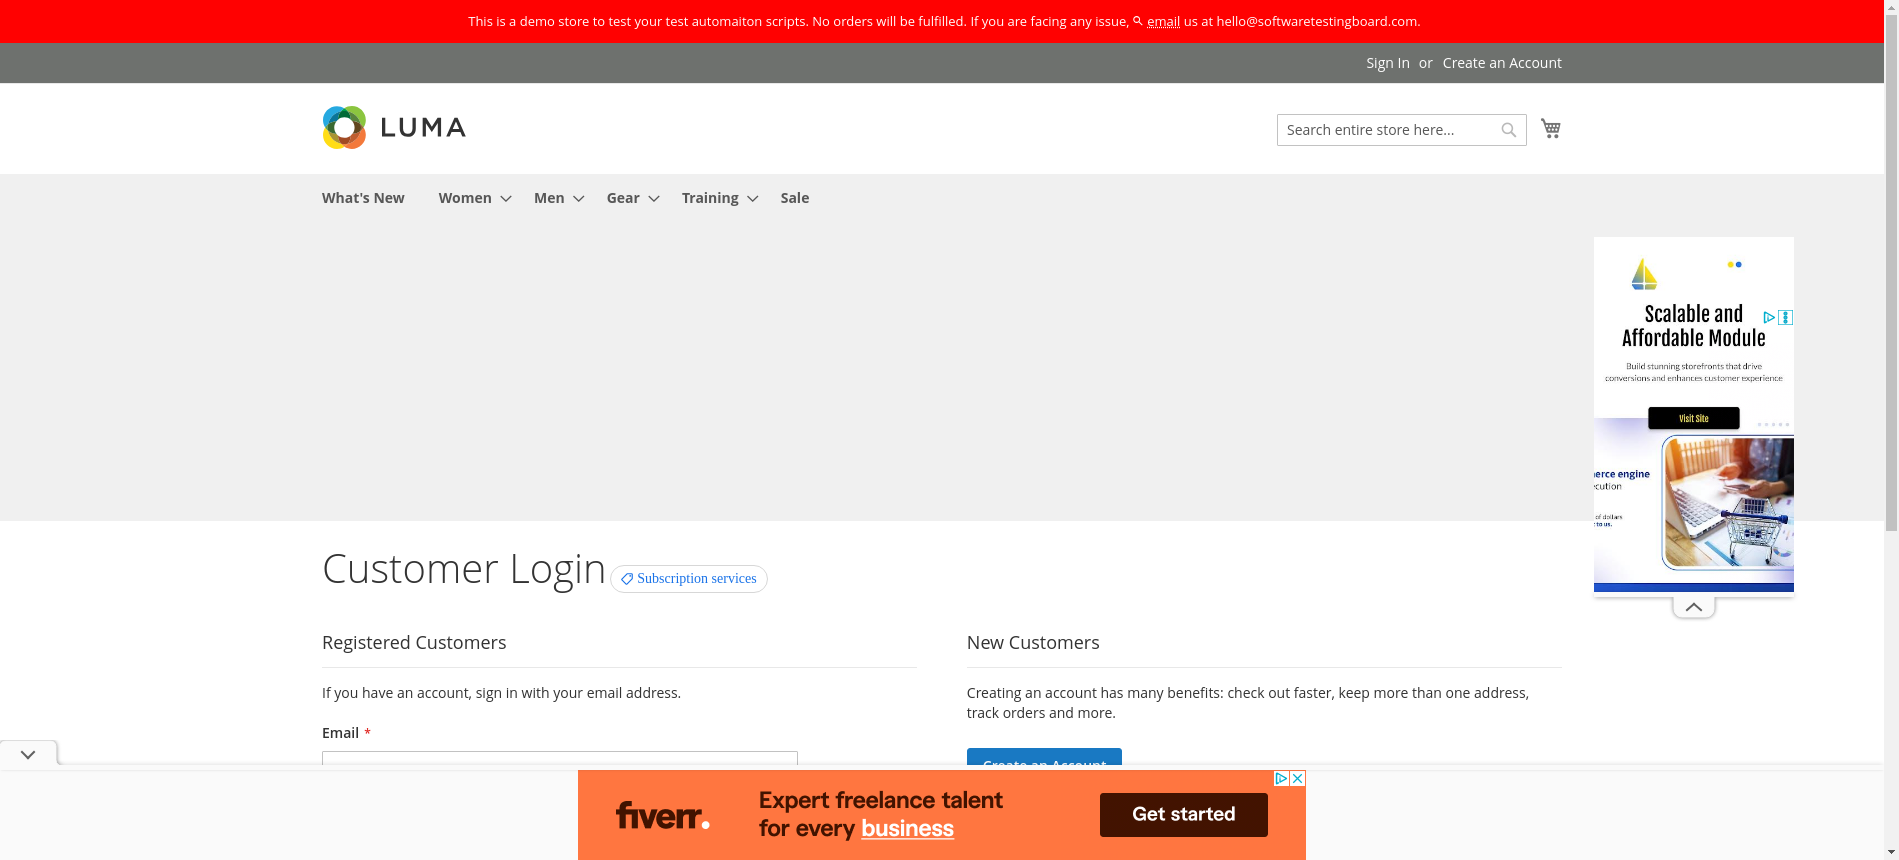 This is a demo store to test your test automaiton scripts. No orders will be fulfilled. If you are facing any issue, email us at hello@softwaretestingboard.com.
Sign In or Create an Account
LUMA
Search entire store here...
What's New Women Men Gear Training Sale
Scalable and
Affordable Module
Build stunning storefronts that drive
conversions and enhances customer experience
Visit Site
erce engine
cution
of dollars
to us.
Customer Login
Subscription services
Registered Customers
If you have an account, sign in with your email address.
Email *
New Customers
Creating an account has many benefits: check out faster, keep more than one address,
track orders and more.
Create an Account
fiverr.
Expert freelance talent
for every business
Get started